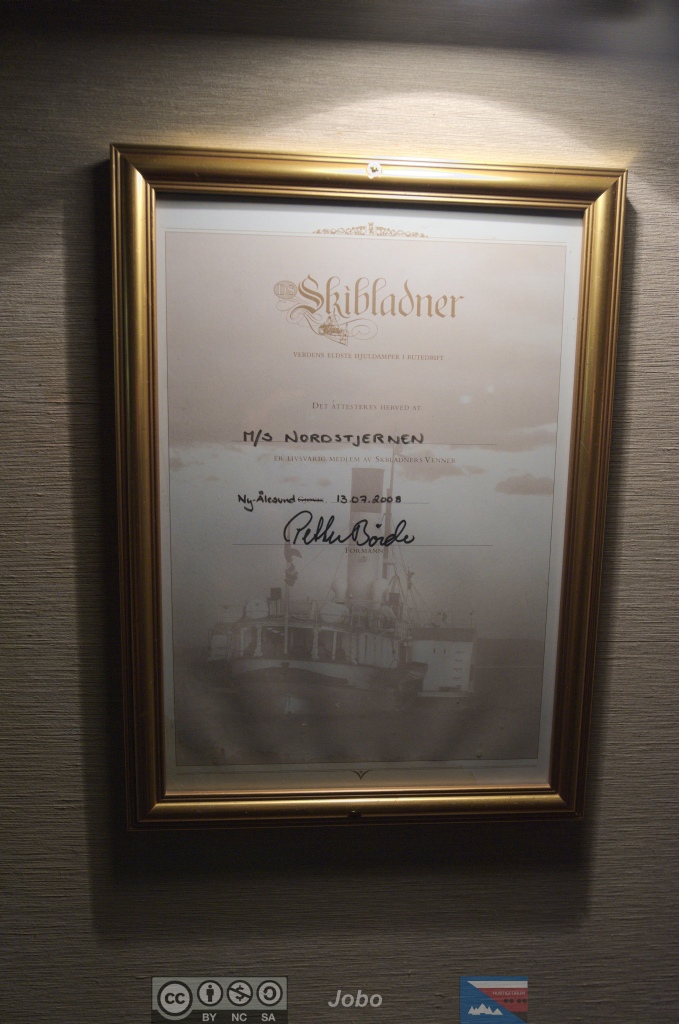 Skibladner
VERDENS ELDSTE HJULDAMPER I RUTEDRIFT
DET ATTESTERES HERVED AT
M/S NORDSTJERNEN
ER LIVSVARIG MEDLEM AV SKIBLADNERS VENNER
Ny-Ålesund 13.07.2008
FORMANN
cc BY NC SA
Jobo